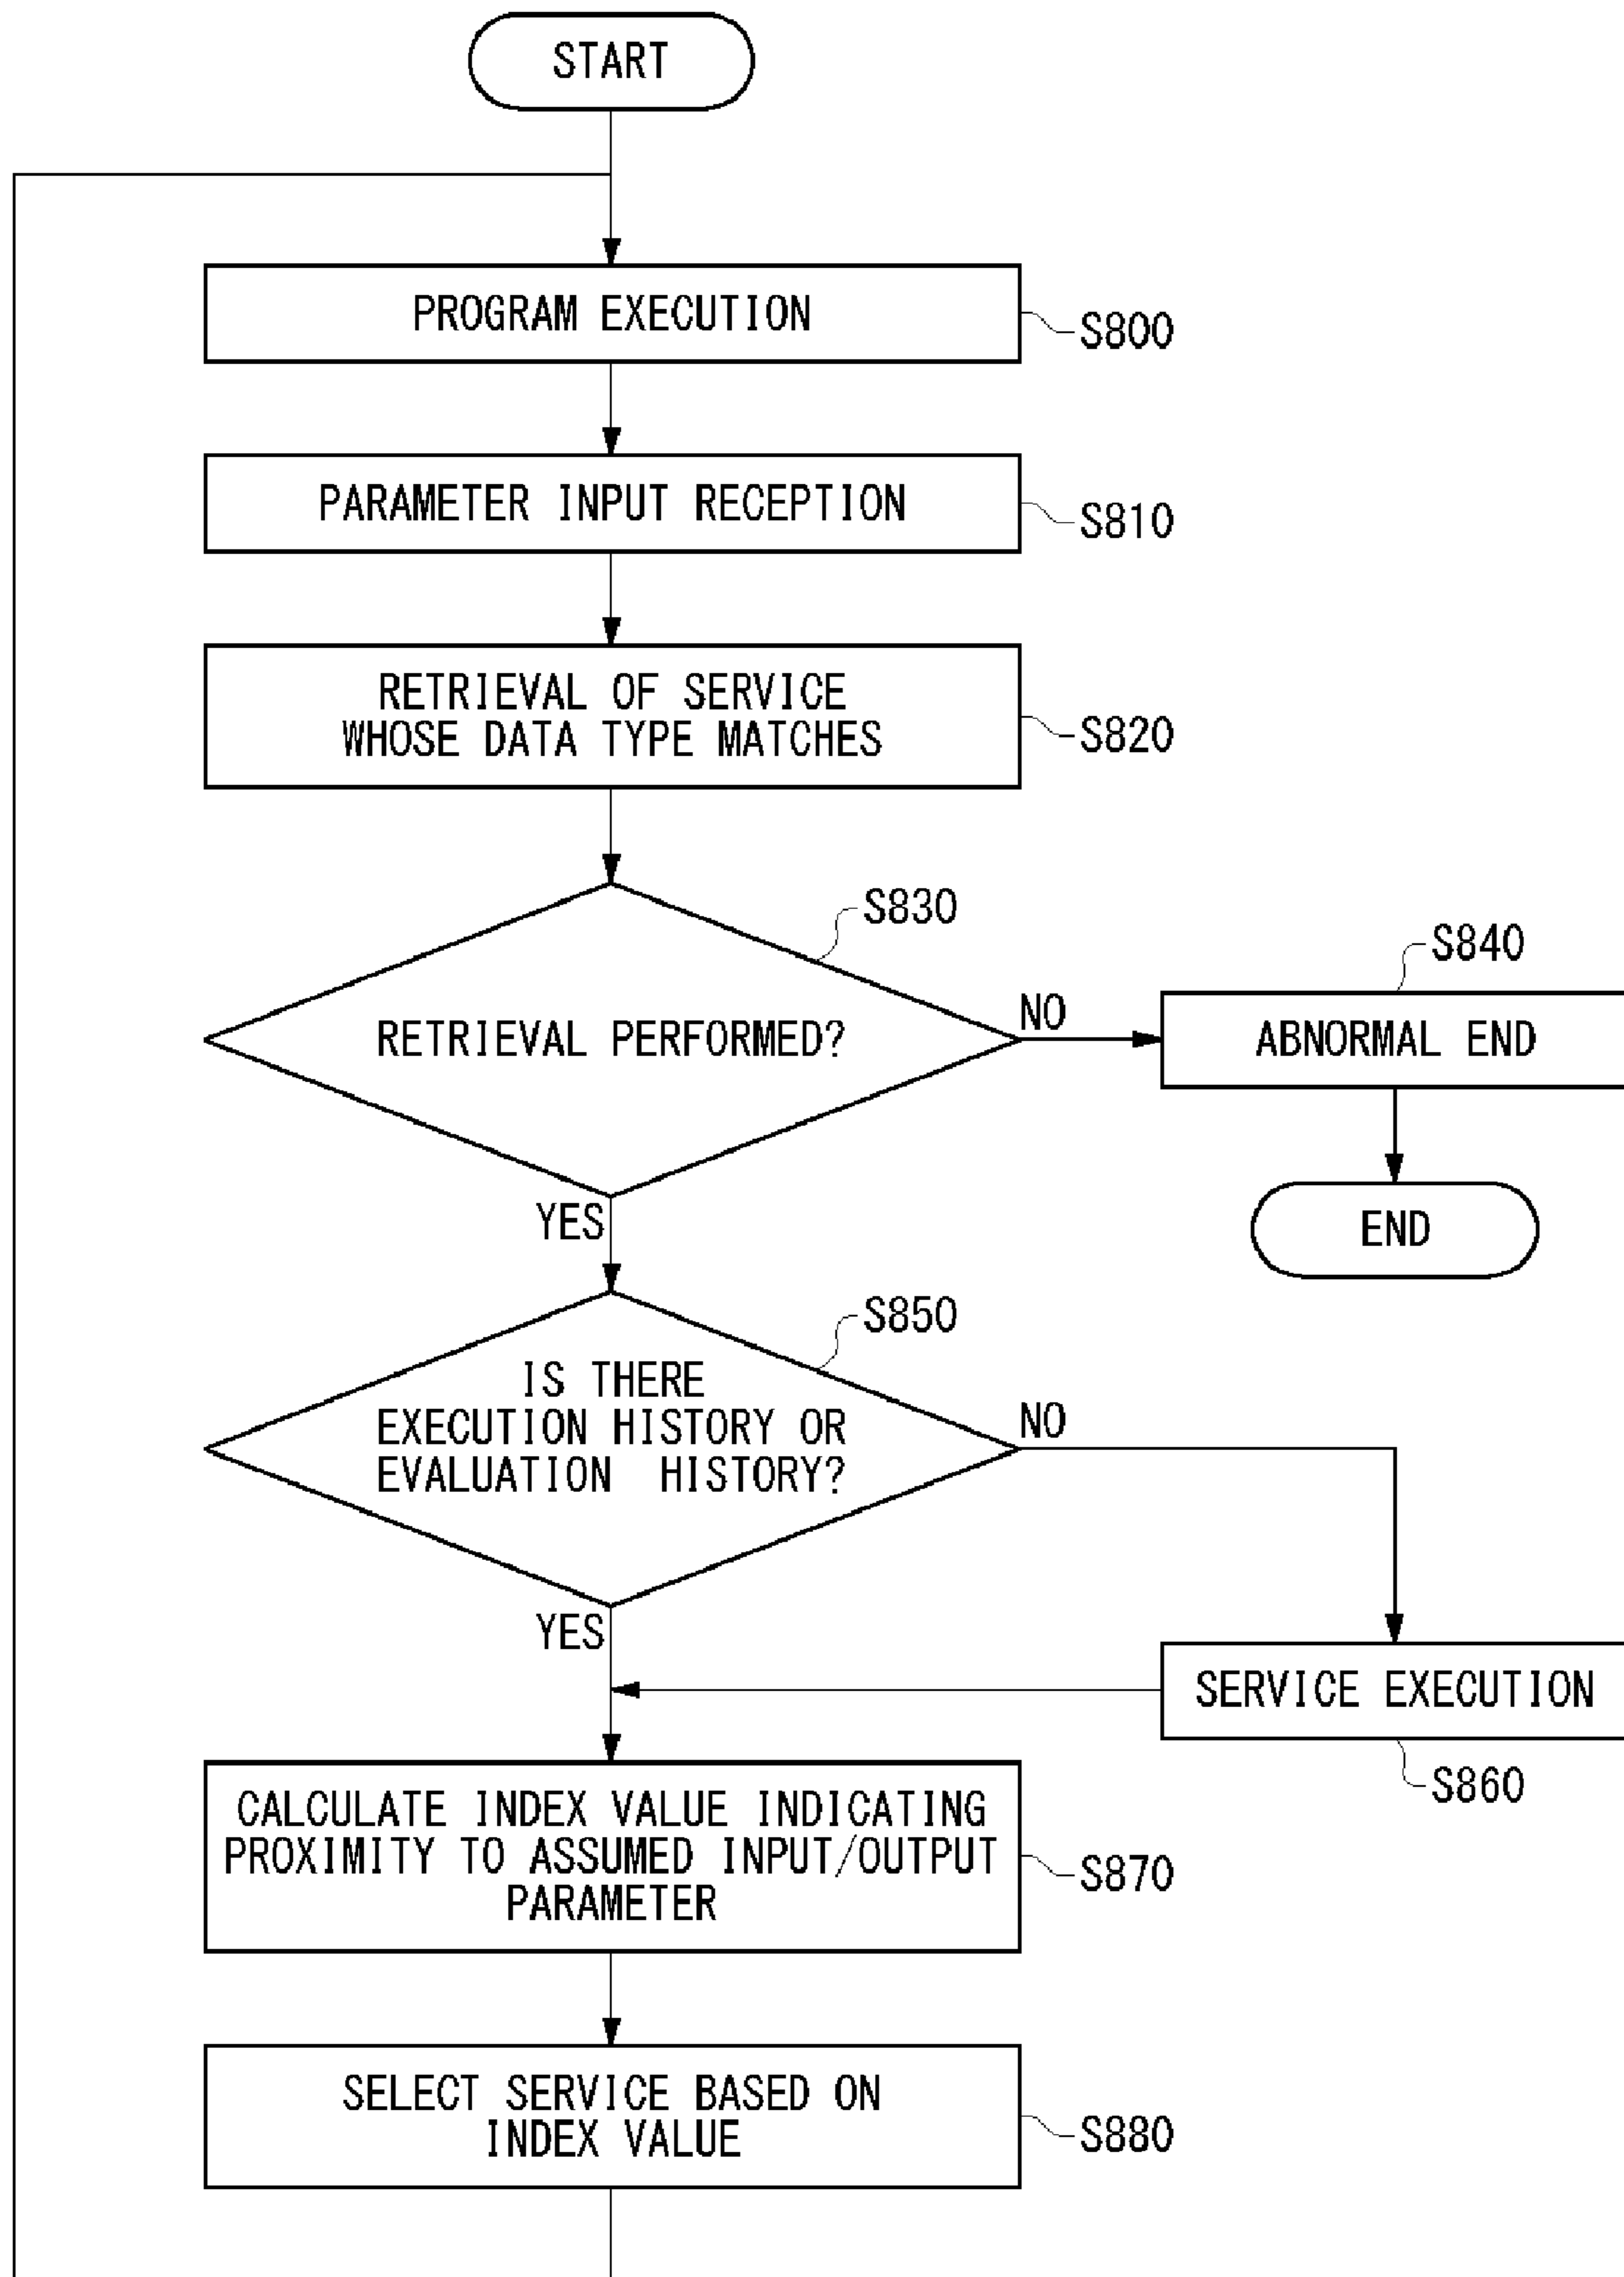 START
PROGRAM EXECUTION
S800
PARAMETER INPUT RECEPTION
S810
RETRIEVAL OF SERVICE
WHOSE DATA TYPE MATCHES
S820
S830
RETRIEVAL PERFORMED?
NO
S840
ABNORMAL END
END
YES
S850
IS THERE
EXECUTION HISTORY OR
EVALUATION HISTORY?
NO
YES
SERVICE EXECUTION
S860
CALCULATE INDEX VALUE INDICATING
PROXIMITY TO ASSUMED INPUT/OUTPUT
PARAMETER
S870
SELECT SERVICE BASED ON
INDEX VALUE
S880